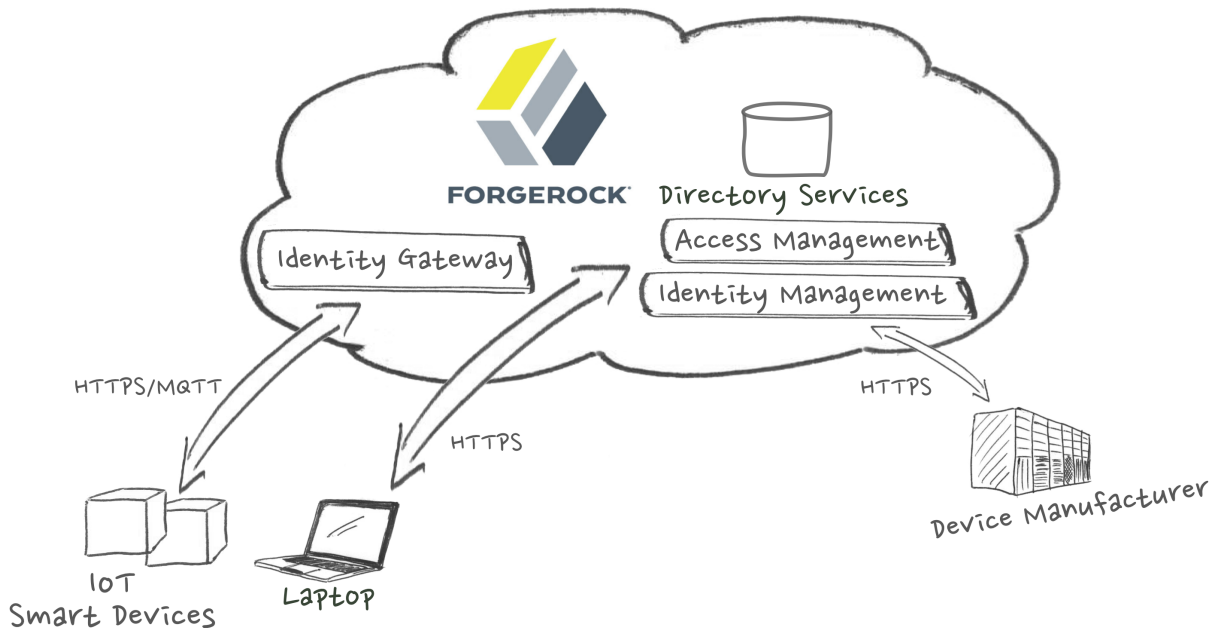 FORGEROCK
Directory Services
Access Management
Identity Gateway
Identity Management
HTTPS/MQTT
HTTPS
HTTPS
IoT
Smart Devices
Laptop
Device Manufacturer